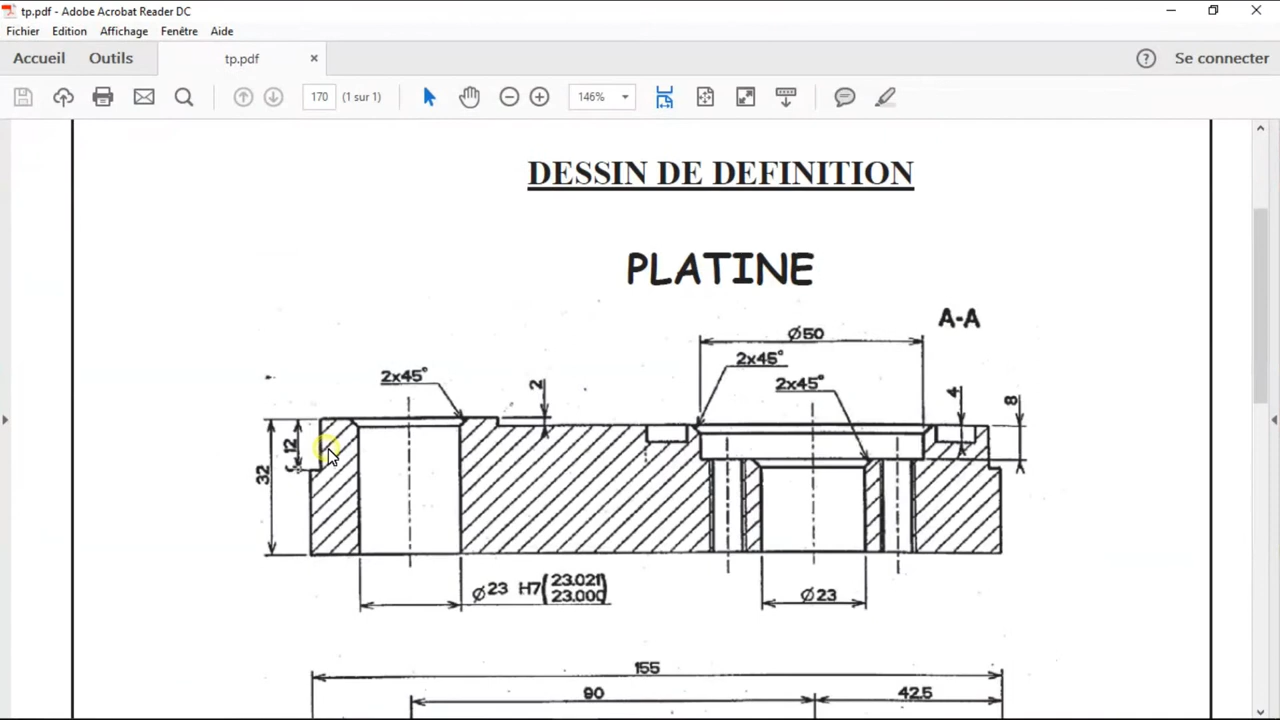 tp.pdf - Adobe Acrobat Reader DC
Fichier Edition Affichage Fenêtre Aide
Accueil Outils tp.pdf × ? Se connecter
170 (1 sur 1) 146%
DESSIN DE DEFINITION
PLATINE
A-A
Ø50
2x45°
2x45° 2 2x45° 4 8
32 12
Ø23 H7(23.021 23.000) Ø23
155
90 42.5